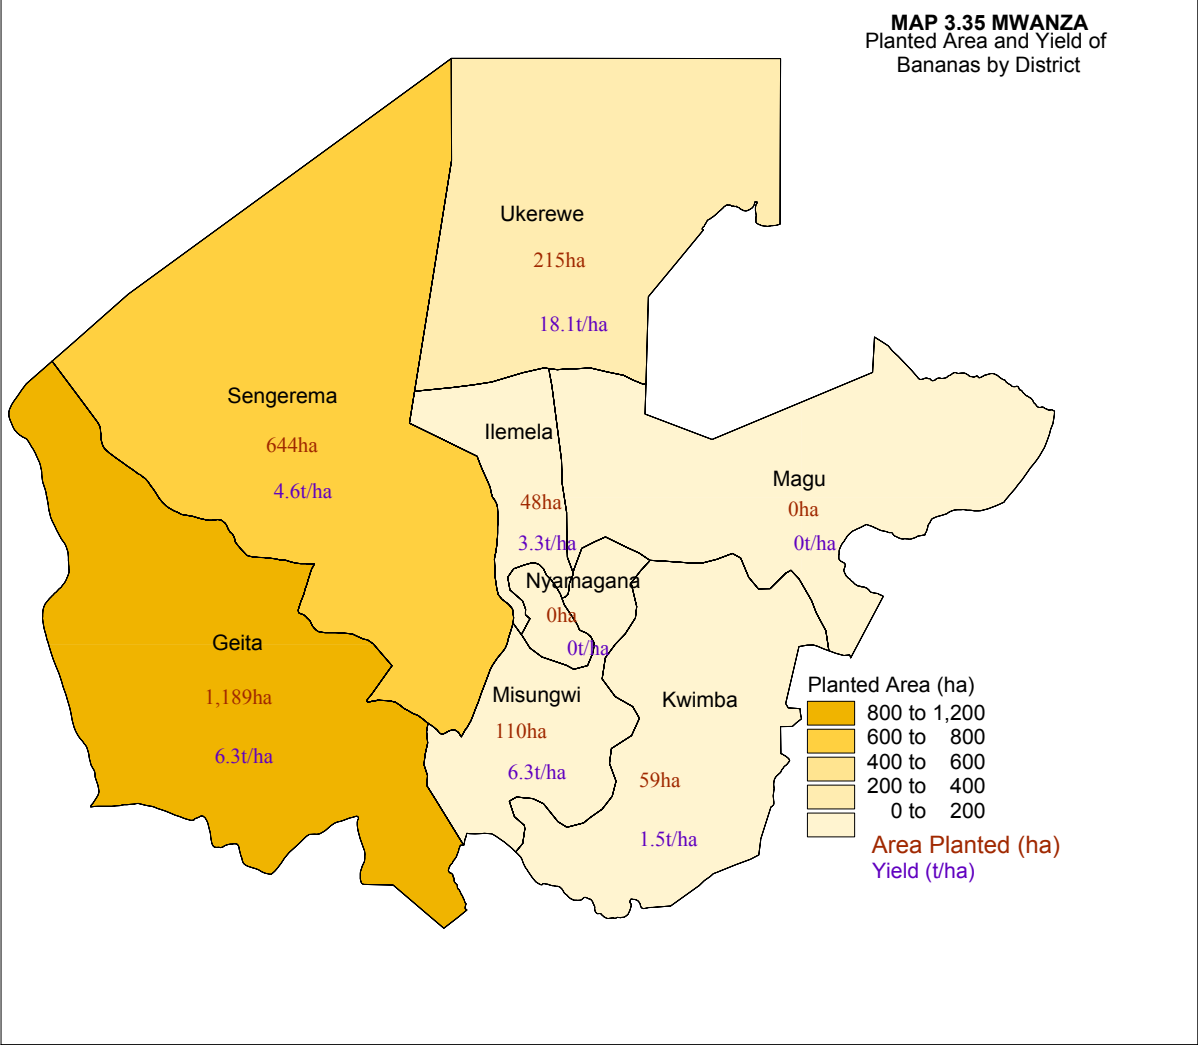 MAP 3.35 MWANZA
Planted Area and Yield of
Bananas by District
Ukerewe
215ha
18.1t/ha
Sengerema
644ha
4.6t/ha
Ilemela
48ha
3.3t/ha
Magu
0ha
0t/ha
Nyamagana
0ha
0t/ha
Geita
1,189ha
6.3t/ha
Misungwi
110ha
6.3t/ha
Kwimba
59ha
1.5t/ha
Planted Area (ha)
800 to 1,200
600 to 800
400 to 600
200 to 400
0 to 200
Area Planted (ha)
Yield (t/ha)